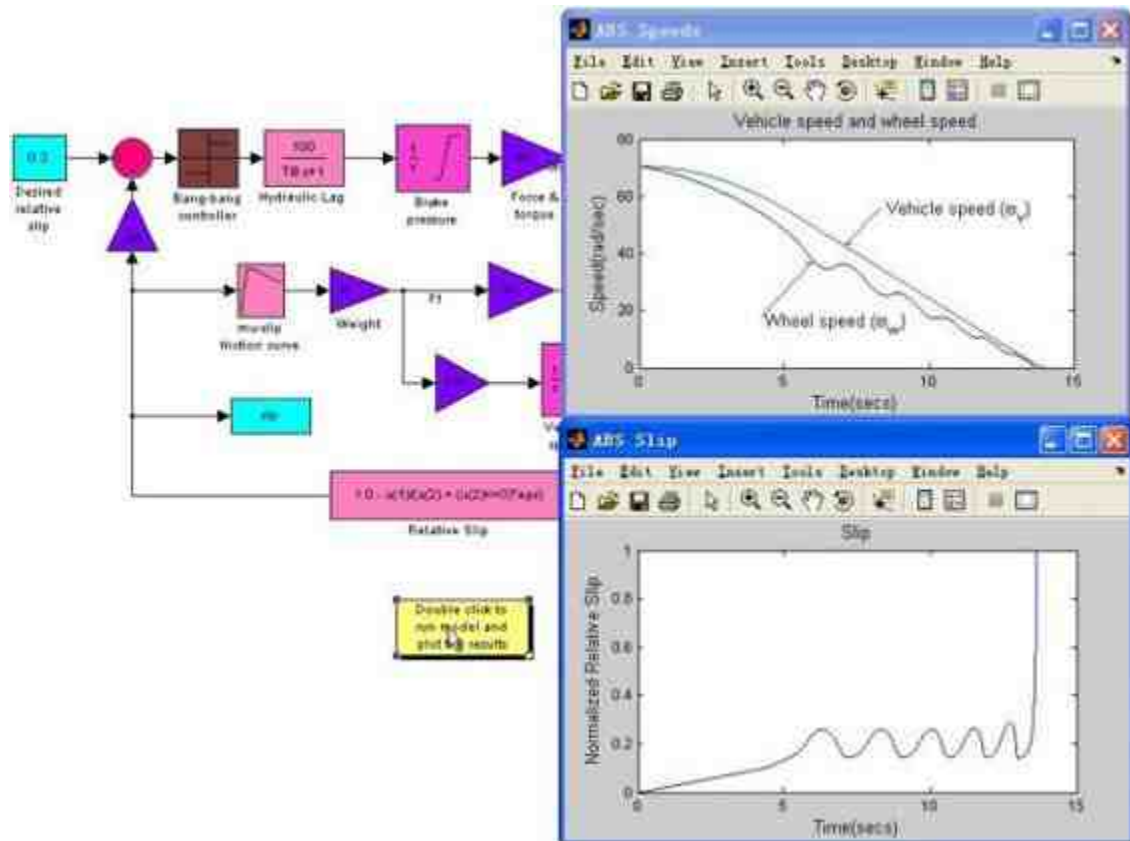 0.2
Desired
relative
slip
Bang-bang
controller
100
Hydraulic Lag
Brake
pressure
Force &
torque
mu-slip
friction curve
Weight
Ff
slp
Relative Slip
Double click to
run model and
plot the results
ABS Speeds
File Edit View Insert Tools Desktop Window Help
Vehicle speed and wheel speed
80
60
40
20
0
Speed(rad/sec)
Vehicle speed (ωv)
Wheel speed (ωw)
0 5 10 15
Time(secs)
ABS Slip
File Edit View Insert Tools Desktop Window Help
Slip
1
0.8
0.6
0.4
0.2
0
Normalized Relative Slip
0 5 10 15
Time(secs)